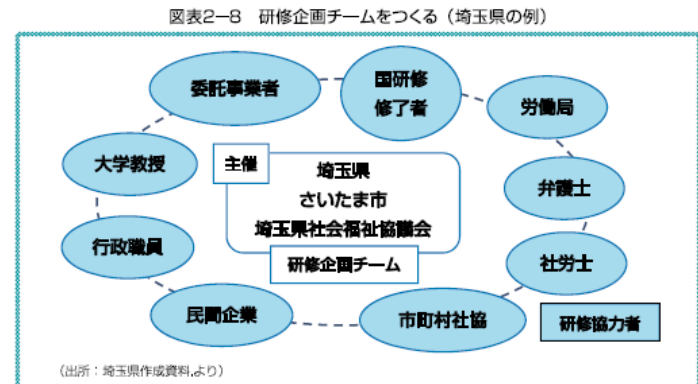 図表2−8 研修企画チームをつくる（埼玉県の例）
委託事業者
国研修
修了者
労働局
大学教授
主催
埼玉県
さいたま市
埼玉県社会福祉協議会
研修企画チーム
弁護士
行政職員
社労士
民間企業
市町村社協
研修協力者
（出所：埼玉県作成資料より）